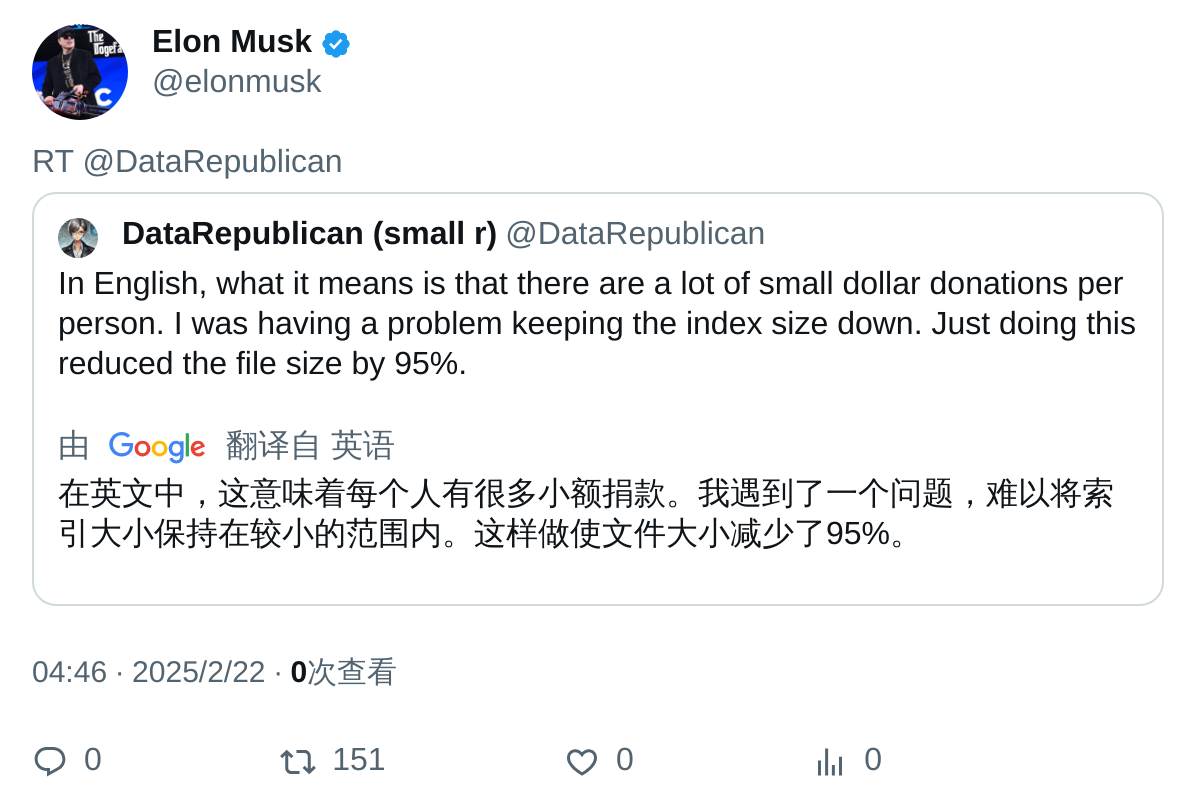 The
Dogefa
C
Elon Musk
@elonmusk
RT @DataRepublican
DataRepublican (small r) @DataRepublican
In English, what it means is that there are a lot of small dollar donations per
person. I was having a problem keeping the index size down. Just doing this
reduced the file size by 95%.
由 Google 翻译自 英语
在英文中，这意味着每个人有很多小额捐款。我遇到了一个问题，难以将索
引大小保持在较小的范围内。这样做使文件大小减少了95%。
04:46 · 2025/2/22 · 0次查看
0 151 0 0